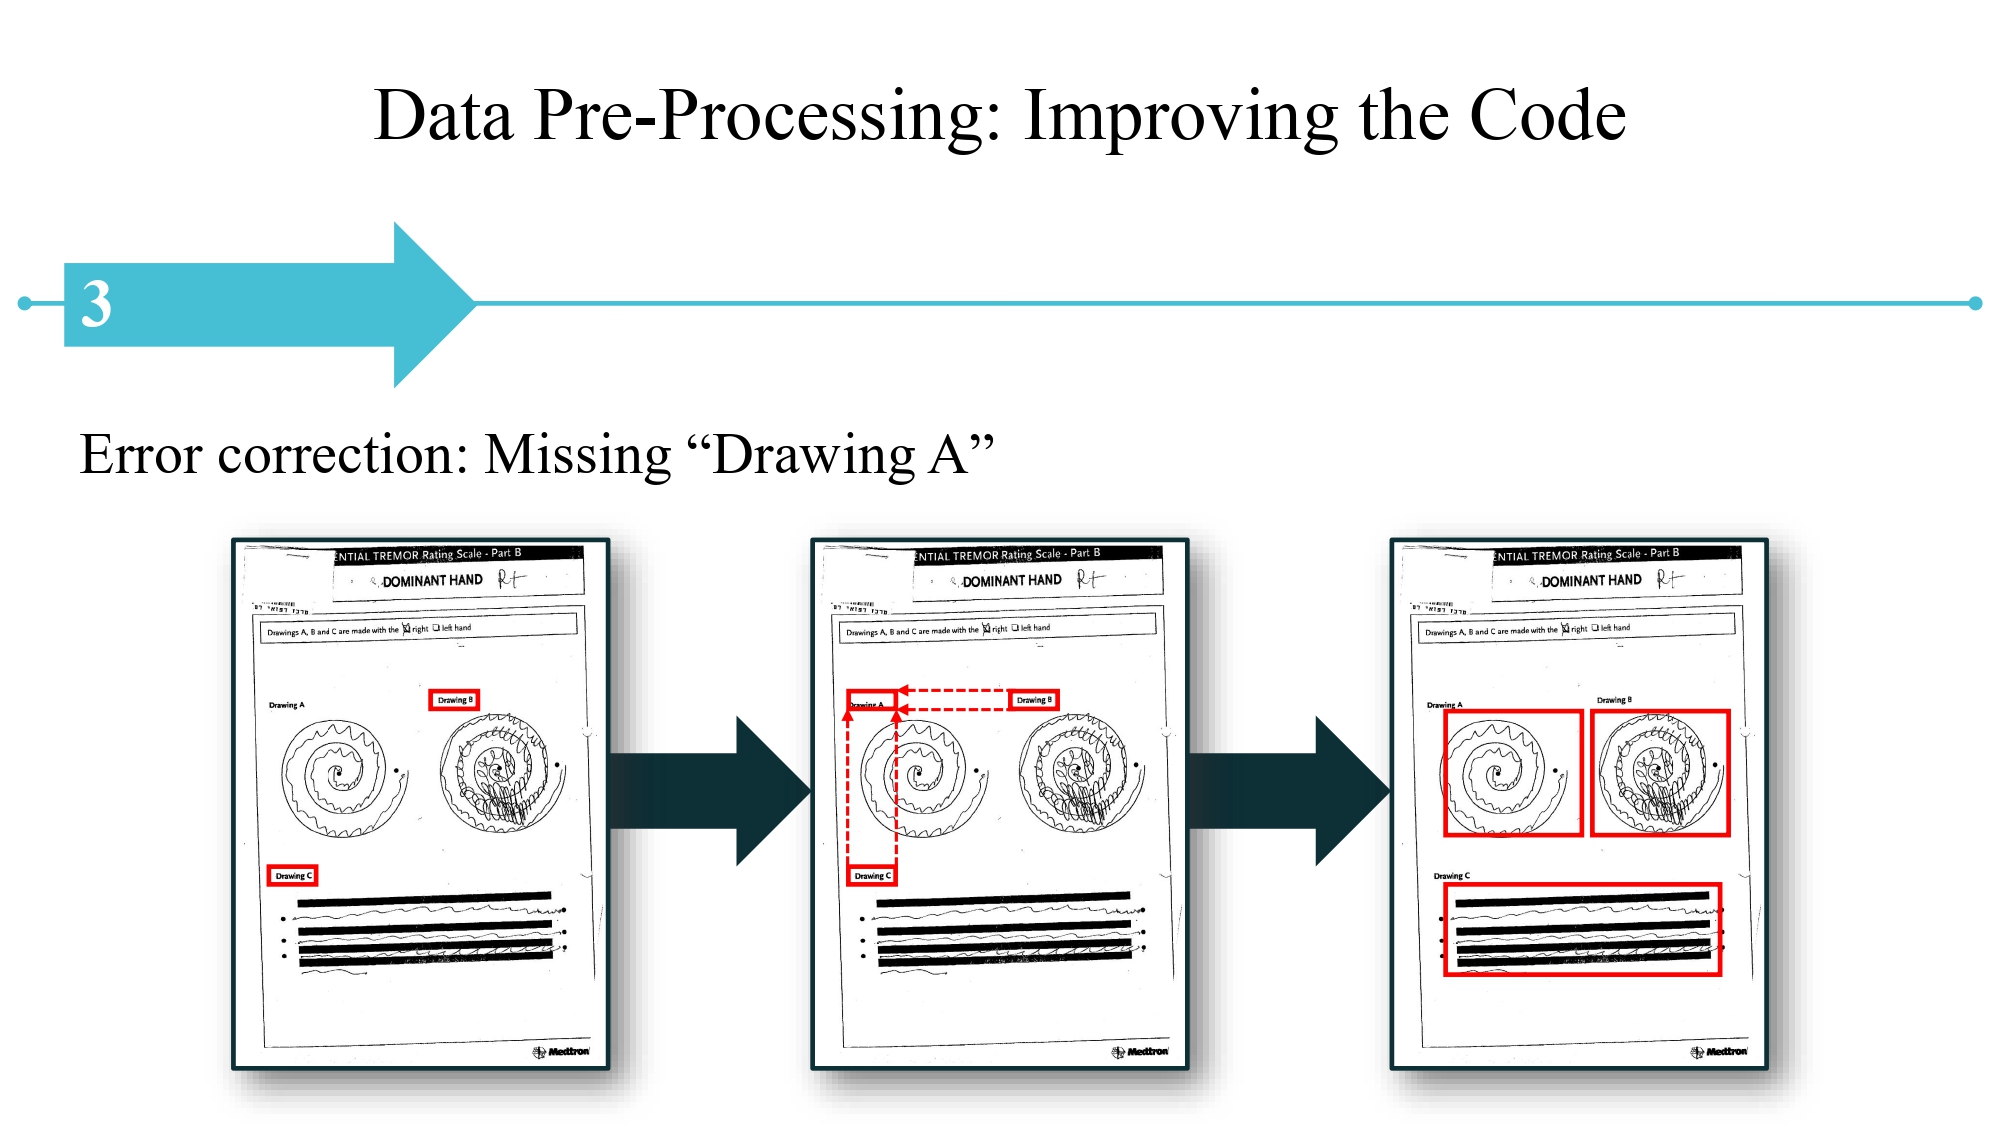 Data Pre-Processing: Improving the Code
3
Error correction: Missing “Drawing A”
ENTIAL TREMOR Rating Scale - Part B
DOMINANT HAND Rt
Drawings A, B and C are made with the right left hand
Drawing A
Drawing B
Drawing C
Medtron
ENTIAL TREMOR Rating Scale - Part B
DOMINANT HAND Rt
Drawings A, B and C are made with the right left hand
Drawing A
Drawing B
Drawing C
Medtron
ENTIAL TREMOR Rating Scale - Part B
DOMINANT HAND Rt
Drawings A, B and C are made with the right left hand
Drawing A
Drawing B
Drawing C
Medtron